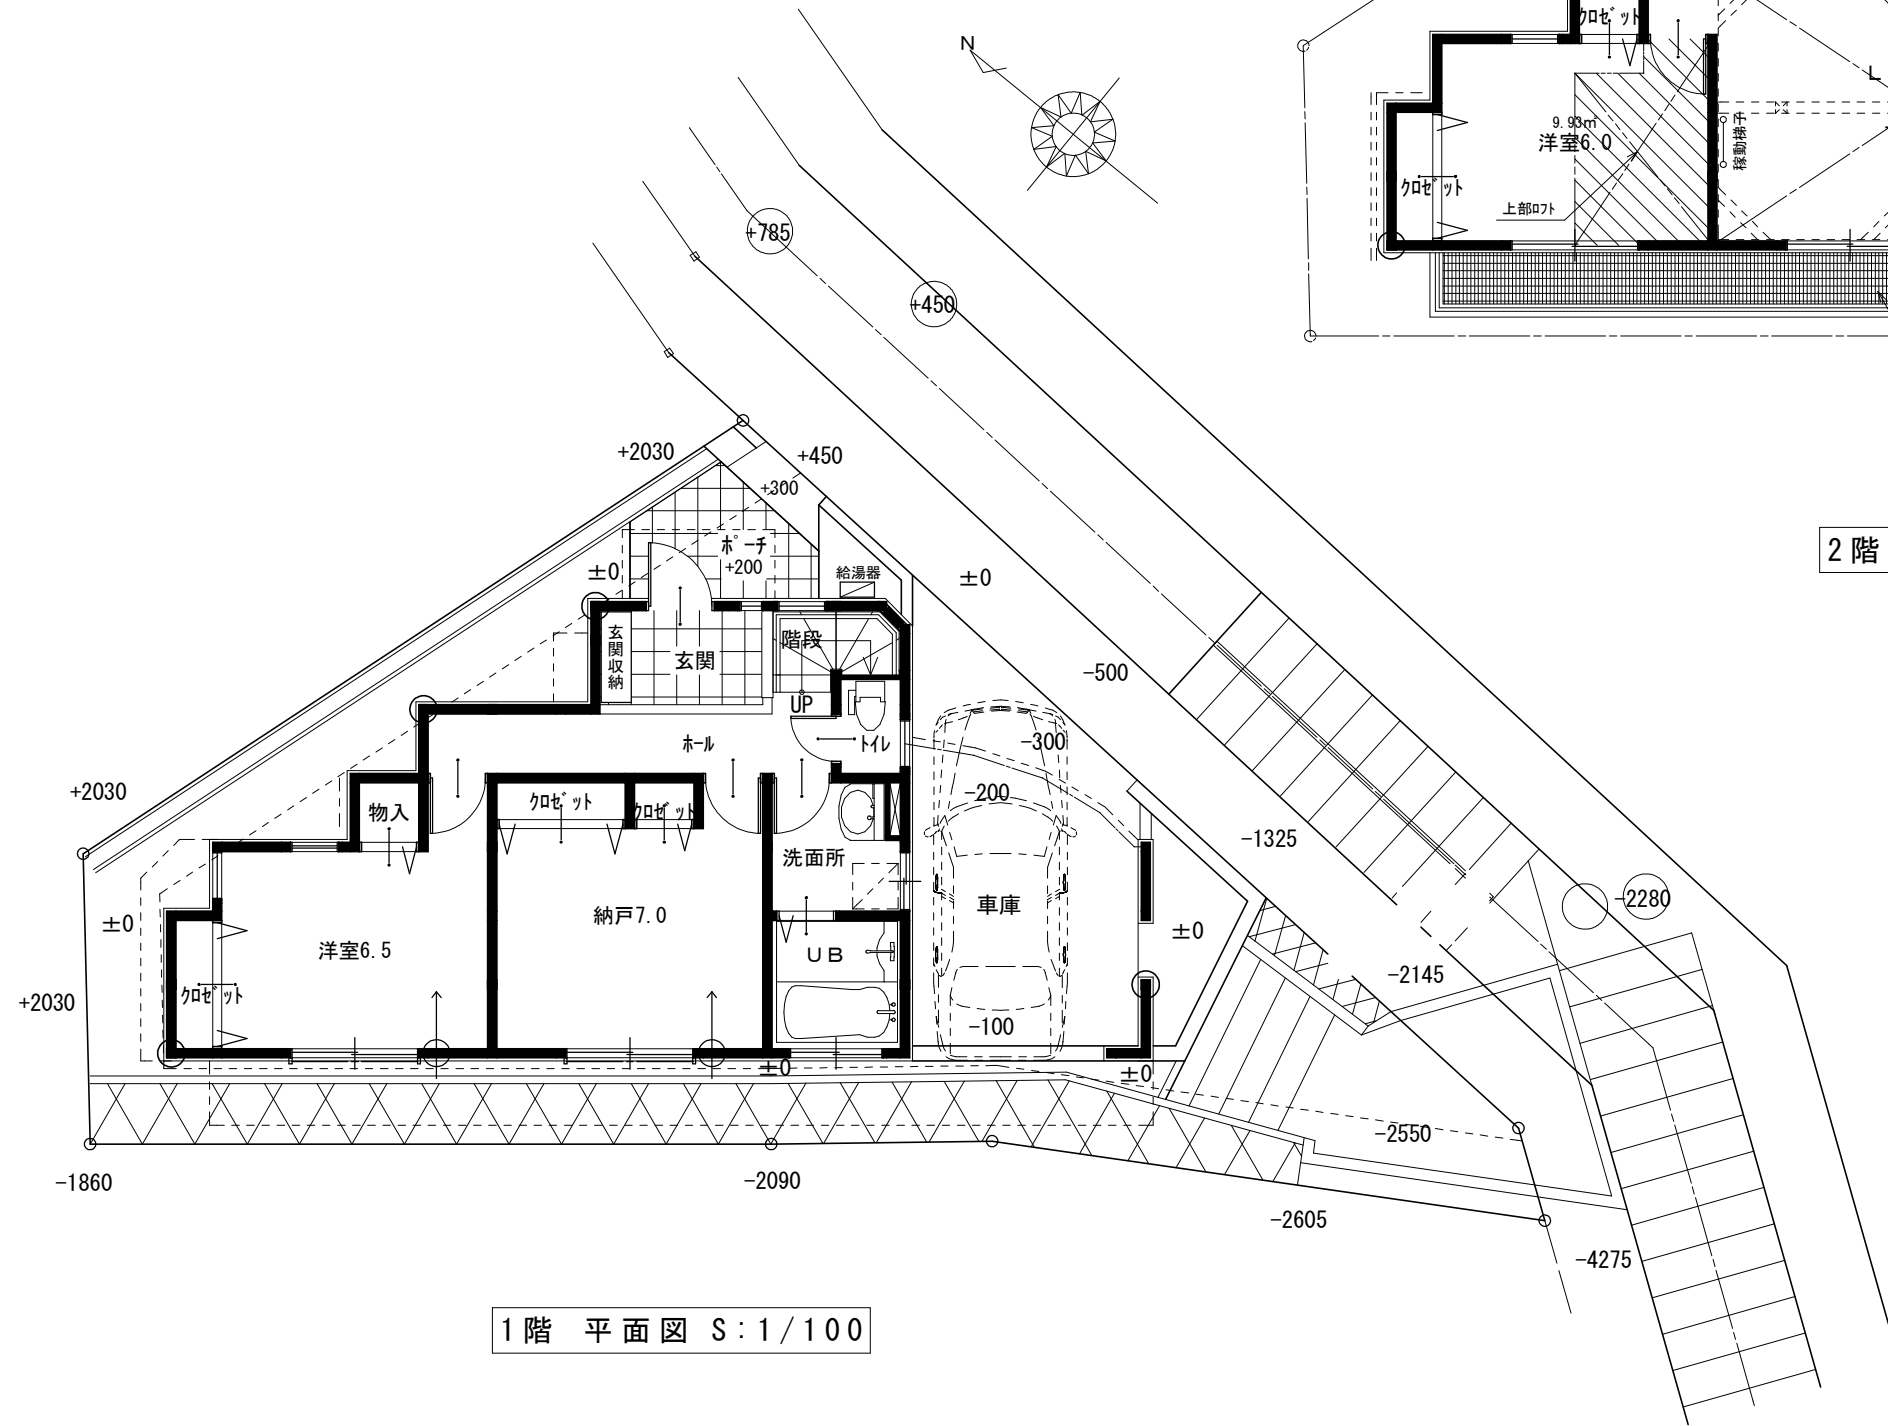 クロゼット
N
L
9.93㎡
洋室6.0
稼動梯子
クロゼット
上部ロフト
+785
+450
+2030
+450
+300
2階
ポーチ
+200
±0
給湯器
±0
玄関収納
階段
玄関
-500
UP
ホール
トイレ
-300
+2030
-200
クロゼット
クロゼット
物入
-1325
洗面所
車庫
納戸7.0
-2280
±0
±0
洋室6.5
UB
-2145
クロゼット
+2030
-100
±0
±0
-2550
-1860
-2090
-2605
-4275
1階 平面図 S:1/100